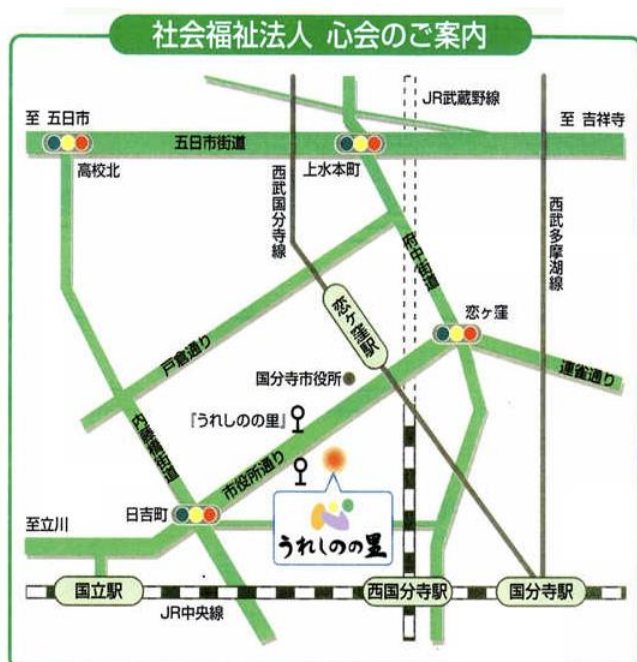 社会福祉法人 心会のご案内
JR武蔵野線
至 五日市
至 吉祥寺
五日市街道
高校北
上水本町
西武国分寺線
西武多摩湖線
府中街道
恋ヶ窪駅
恋ヶ窪
戸倉通り
連雀通り
国分寺市役所
『うれしのの里』
内藤橋街道
市役所通り
日吉町
うれしのの里
至立川
国立駅
西国分寺駅
国分寺駅
JR中央線